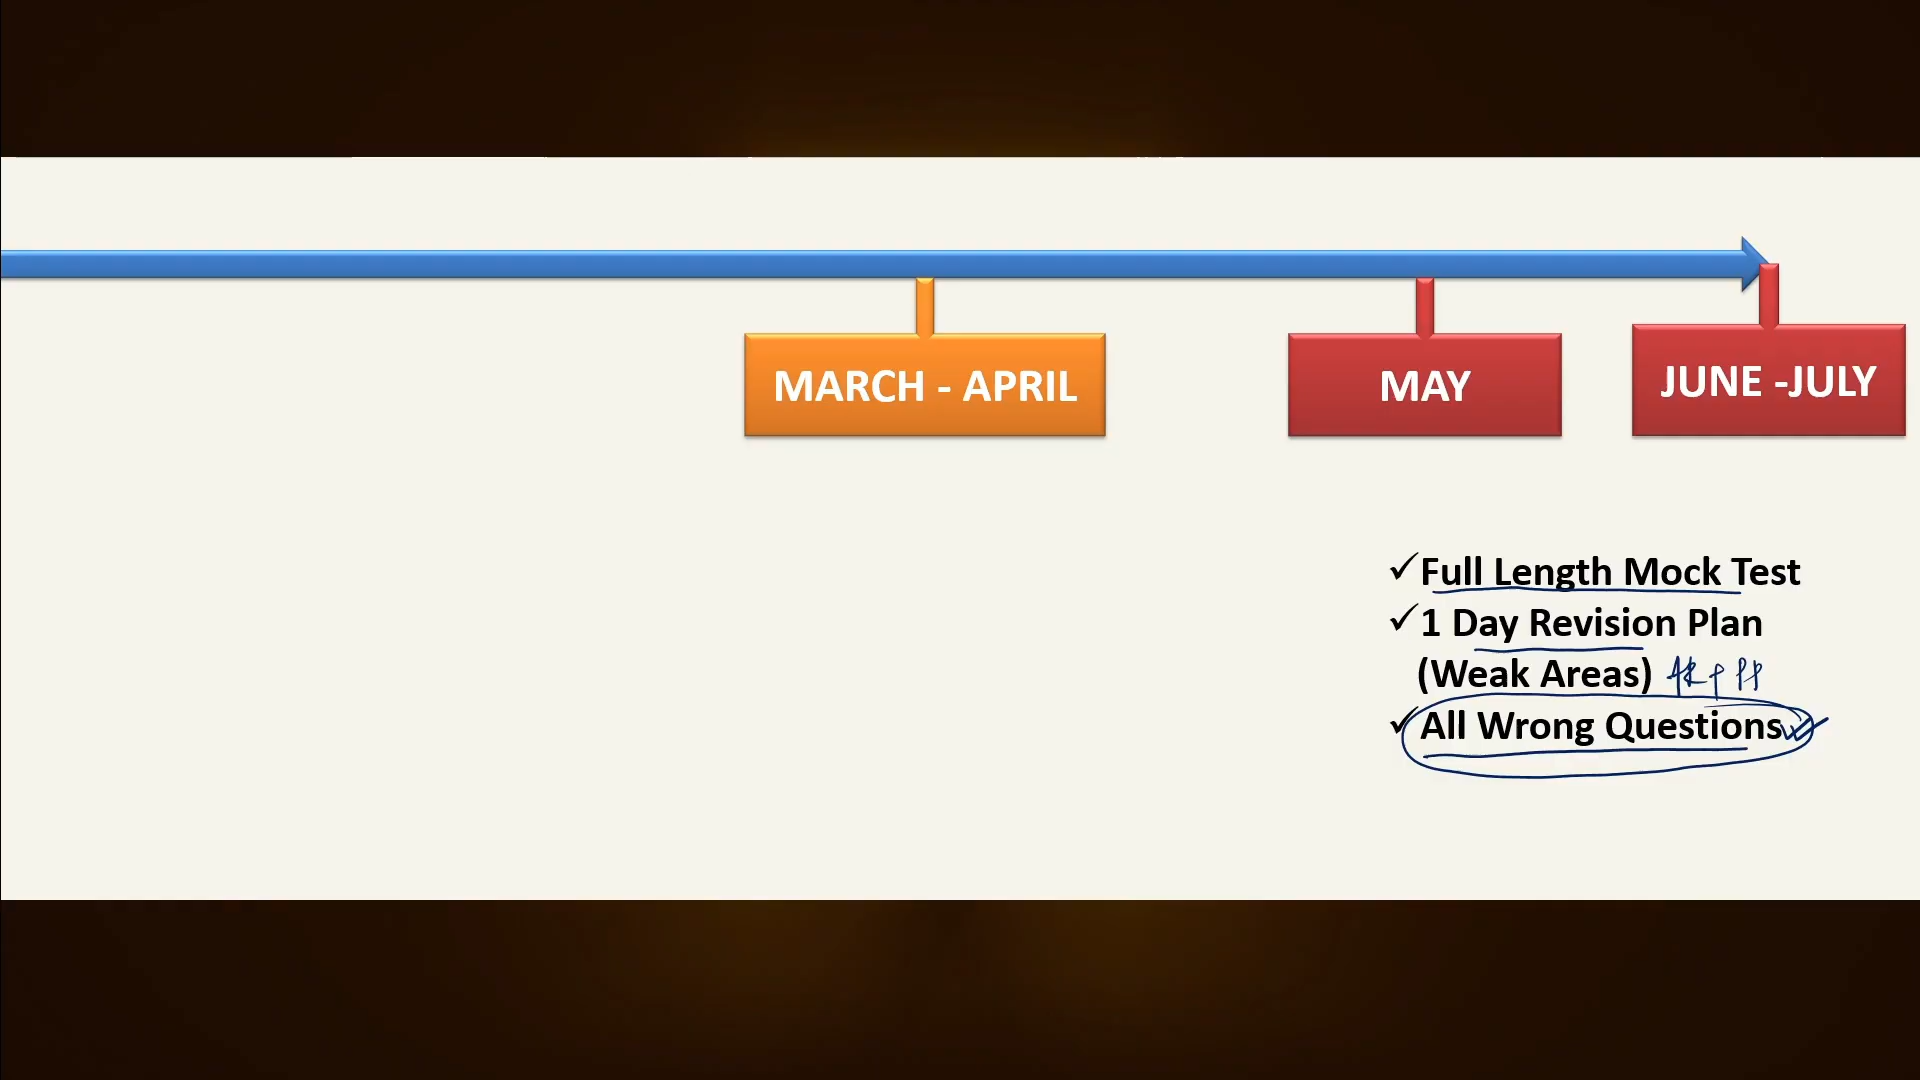 MARCH - APRIL
MAY
JUNE -JULY
✓Full Length Mock Test
✓1 Day Revision Plan
(Weak Areas)
✓All Wrong Questions